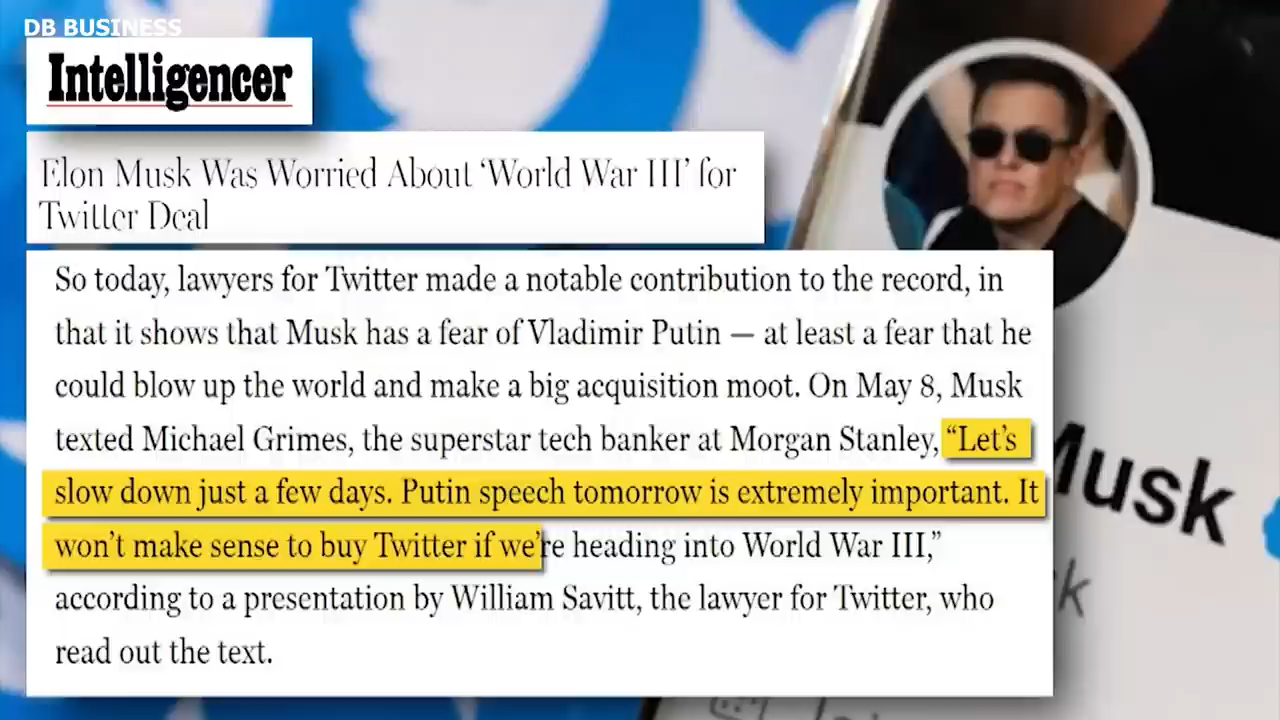 DB BUSINESS
Intelligencer
Elon Musk Was Worried About ‘World War III’ for
Twitter Deal
So today, lawyers for Twitter made a notable contribution to the record, in
that it shows that Musk has a fear of Vladimir Putin — at least a fear that he
could blow up the world and make a big acquisition moot. On May 8, Musk
texted Michael Grimes, the superstar tech banker at Morgan Stanley, “Let’s
slow down just a few days. Putin speech tomorrow is extremely important. It
won’t make sense to buy Twitter if we’re heading into World War III,”
according to a presentation by William Savitt, the lawyer for Twitter, who
read out the text.
Musk